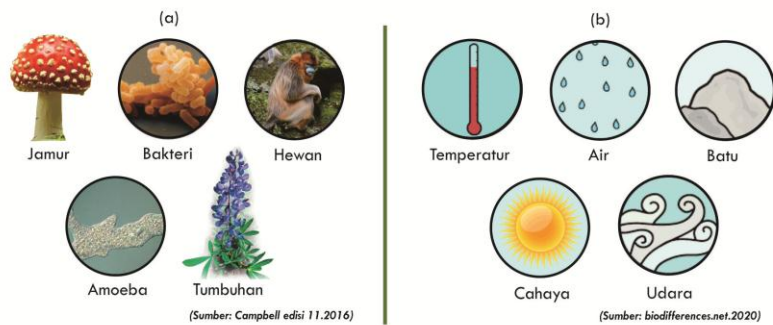 (a)
Jamur
Bakteri
Hewan
Amoeba
Tumbuhan
(Sumber: Campbell edisi 11.2016)
(b)
Temperatur
Air
Batu
Cahaya
Udara
(Sumber: biodifferences.net.2020)